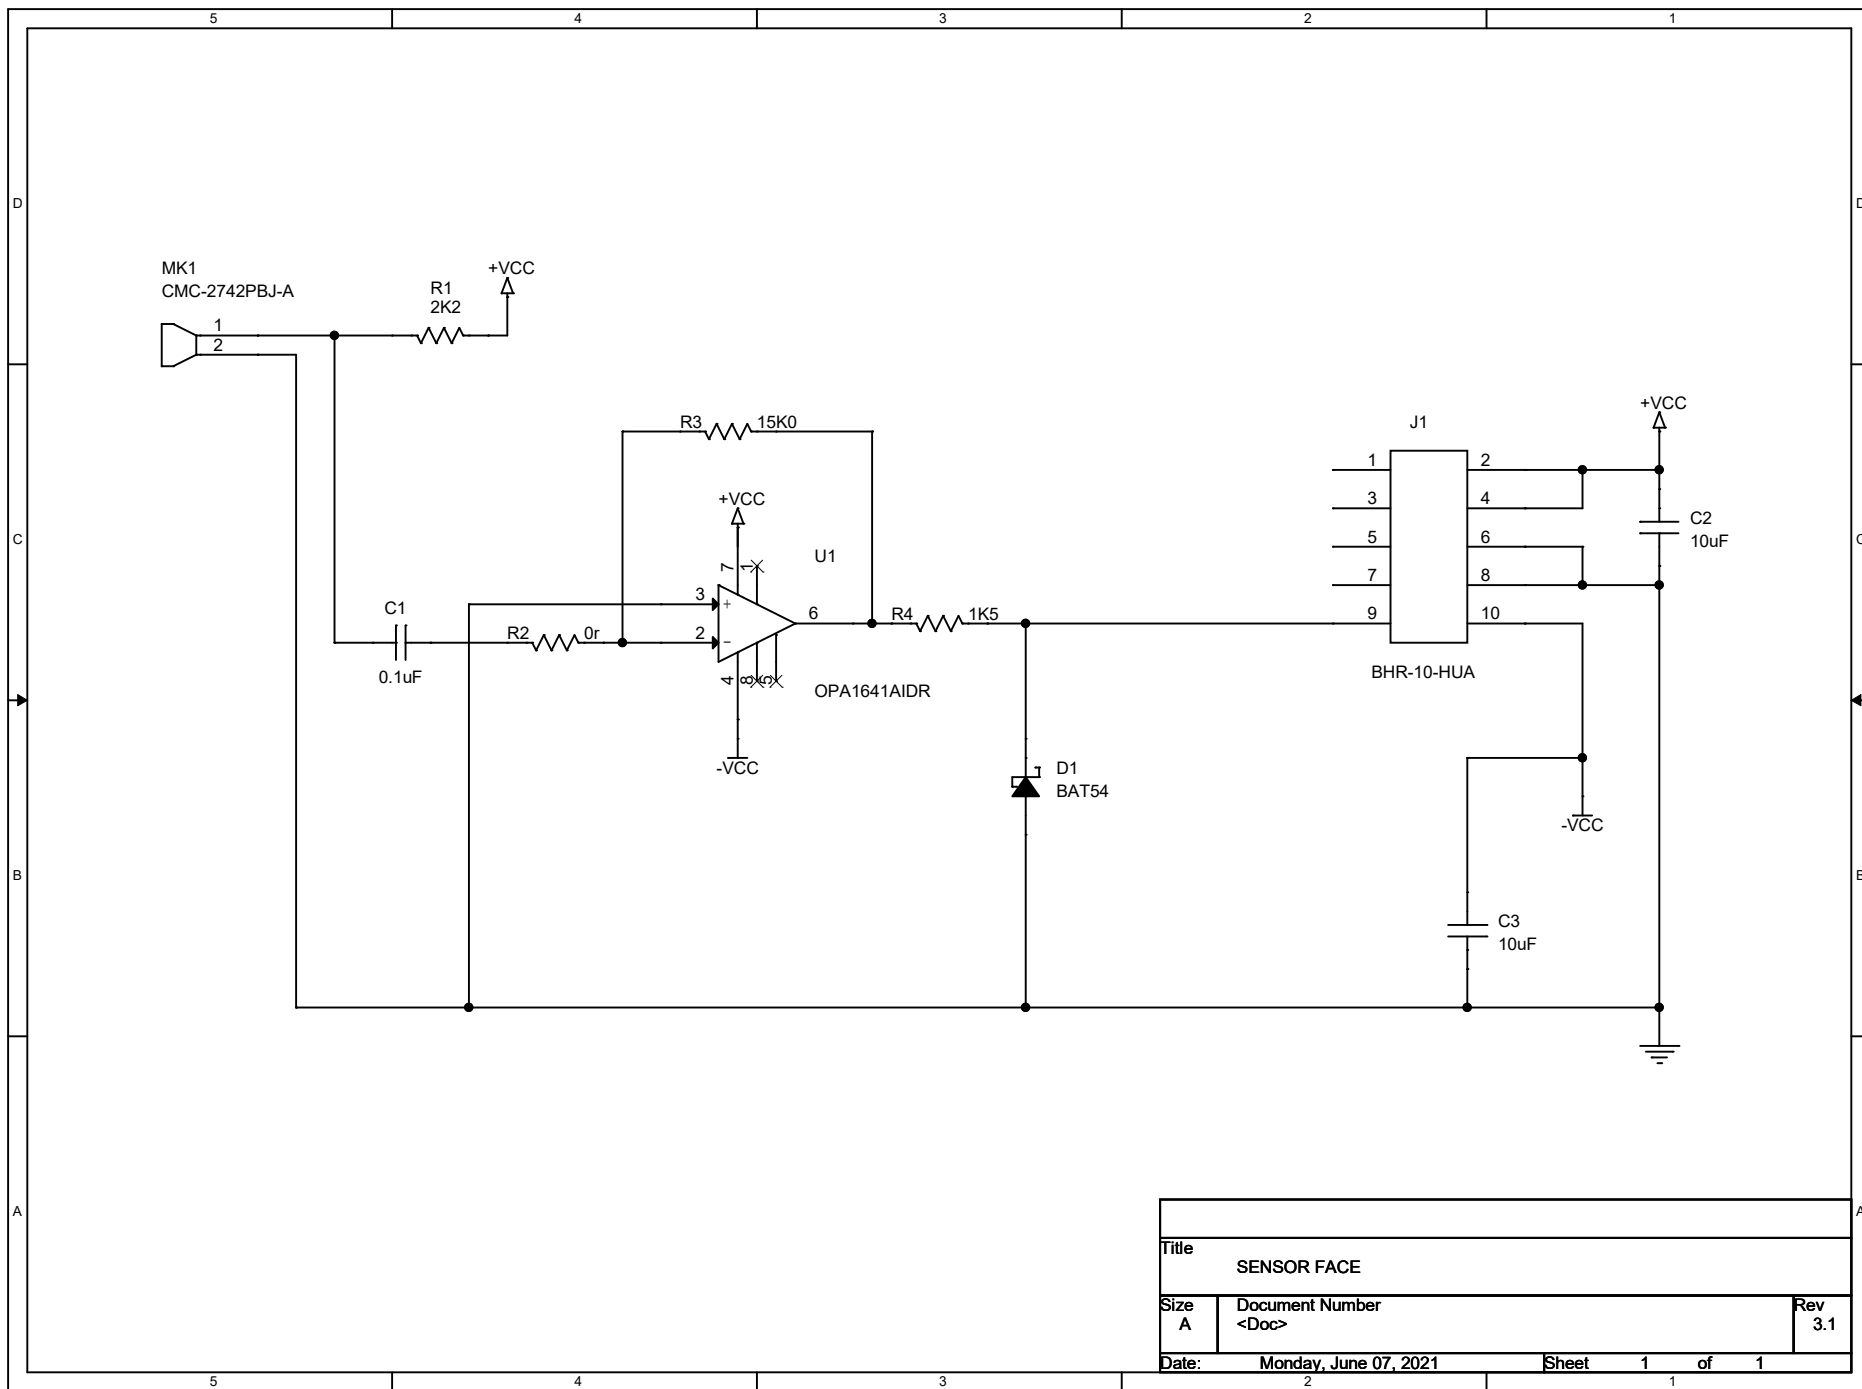 5 4 3 2 1
D
D
MK1
CMC-2742PBJ-A
1
2
R1
2K2
+VCC
R3 15K0
+VCC
7
1
U1
3
+
2
-
6
4
8
5
OPA1641AIDR
-VCC
C1
0.1uF
R2 0r
R4 1K5
D1
BAT54
J1
1 2
3 4
5 6
7 8
9 10
BHR-10-HUA
+VCC
C2
10uF
-VCC
C3
10uF
C
C
B
B
A
A
Title
SENSOR FACE
Size
A
Document Number
<Doc>
Rev
3.1
Date: Monday, June 07, 2021 Sheet 1 of 1
5 4 3 2 1